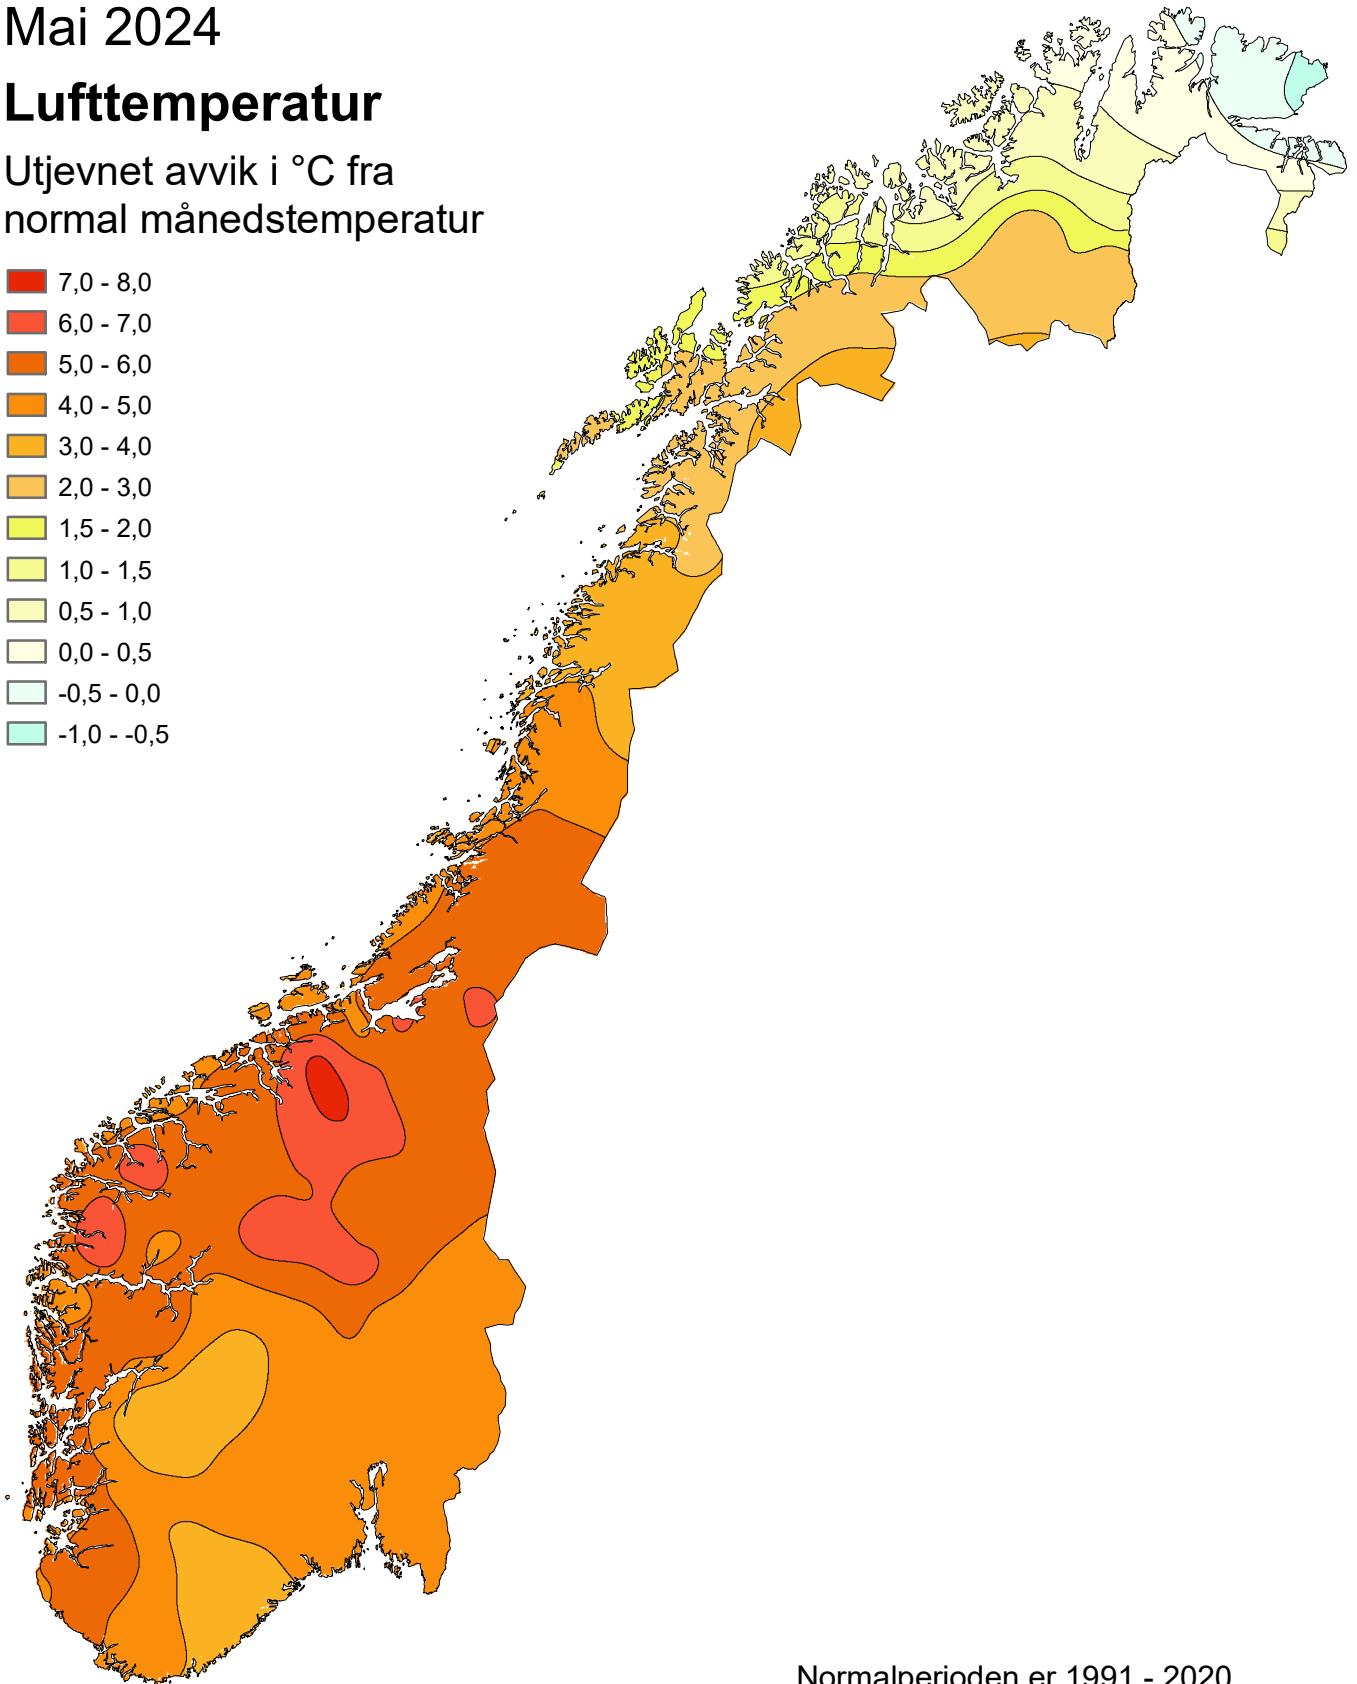 Mai 2024
Lufttemperatur
Utjevnet avvik i °C fra
normal månedstemperatur
7,0 - 8,0
6,0 - 7,0
5,0 - 6,0
4,0 - 5,0
3,0 - 4,0
2,0 - 3,0
1,5 - 2,0
1,0 - 1,5
0,5 - 1,0
0,0 - 0,5
-0,5 - 0,0
-1,0 - -0,5
Normalperioden er 1991 - 2020